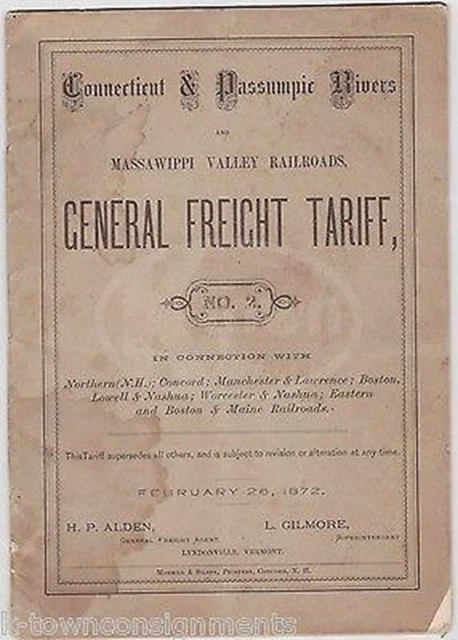 Connecticut & Passumpic Rivers
AND
MASSAWIPPI VALLEY RAILROADS.
GENERAL FREIGHT TARIFF,
NO. 2.
IN CONNECTION WITH
Northern (N.H.); Concord; Manchester & Lawrence; Boston,
Lowell & Nashua; Worcester & Nashua; Eastern
and Boston & Maine Railroads.
This Tariff supersedes all others, and is subject to revision or alteration at any time.
FEBRUARY 26, 1872.
H. P. ALDEN, L. GILMORE,
GENERAL FREIGHT AGENT SUPERINTENDENT
LYNDONVILLE, VERMONT.
PRINTERS, CONCORD, N. H.
k-townconsignments